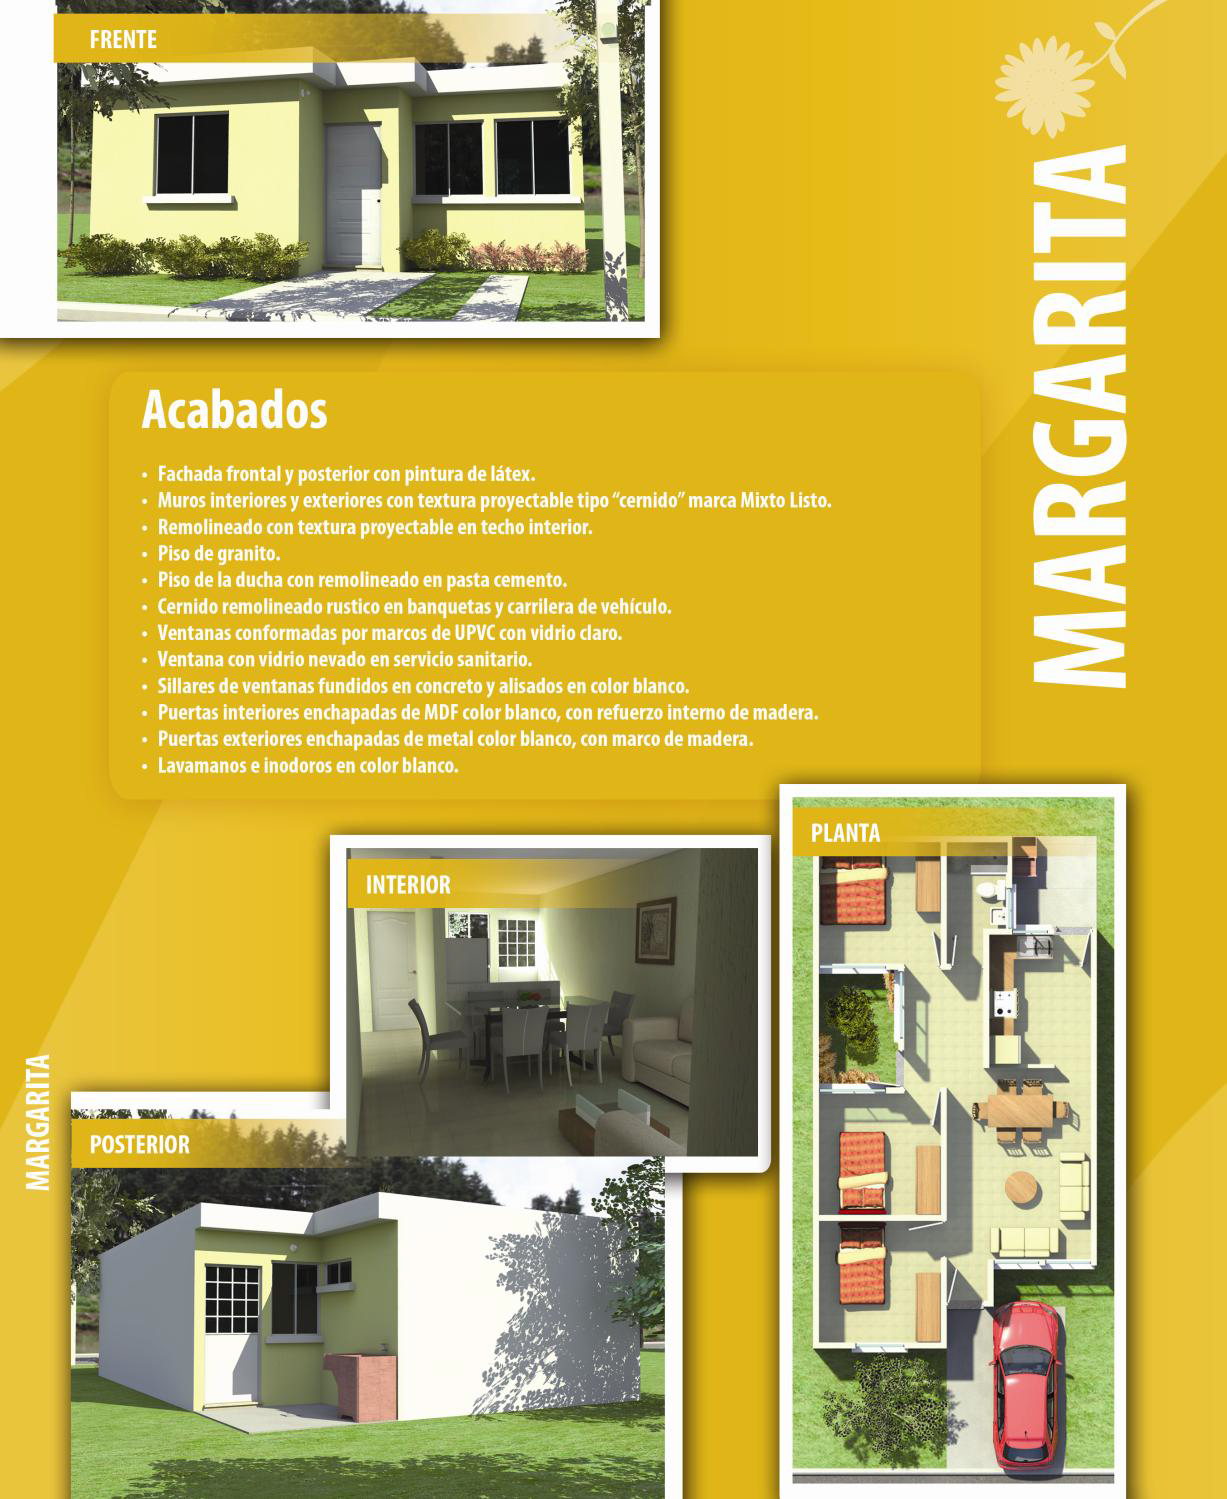 FRENTE
MARGARITA
Acabados
• Fachada frontal y posterior con pintura de látex.
• Muros interiores y exteriores con textura proyectable tipo “cernido” marca Mixto Listo.
• Remolineado con textura proyectable en techo interior.
• Piso de granito.
• Piso de la ducha con remolineado en pasta cemento.
• Cernido remolineado rustico en banquetas y carrilera de vehículo.
• Ventanas conformadas por marcos de UPVC con vidrio claro.
• Ventana con vidrio nevado en servicio sanitario.
• Sillares de ventanas fundidos en concreto y alisados en color blanco.
• Puertas interiores enchapadas de MDF color blanco, con refuerzo interno de madera.
• Puertas exteriores enchapadas de metal color blanco, con marco de madera.
• Lavamanos e inodoros en color blanco.
PLANTA
INTERIOR
MARGARITA
POSTERIOR